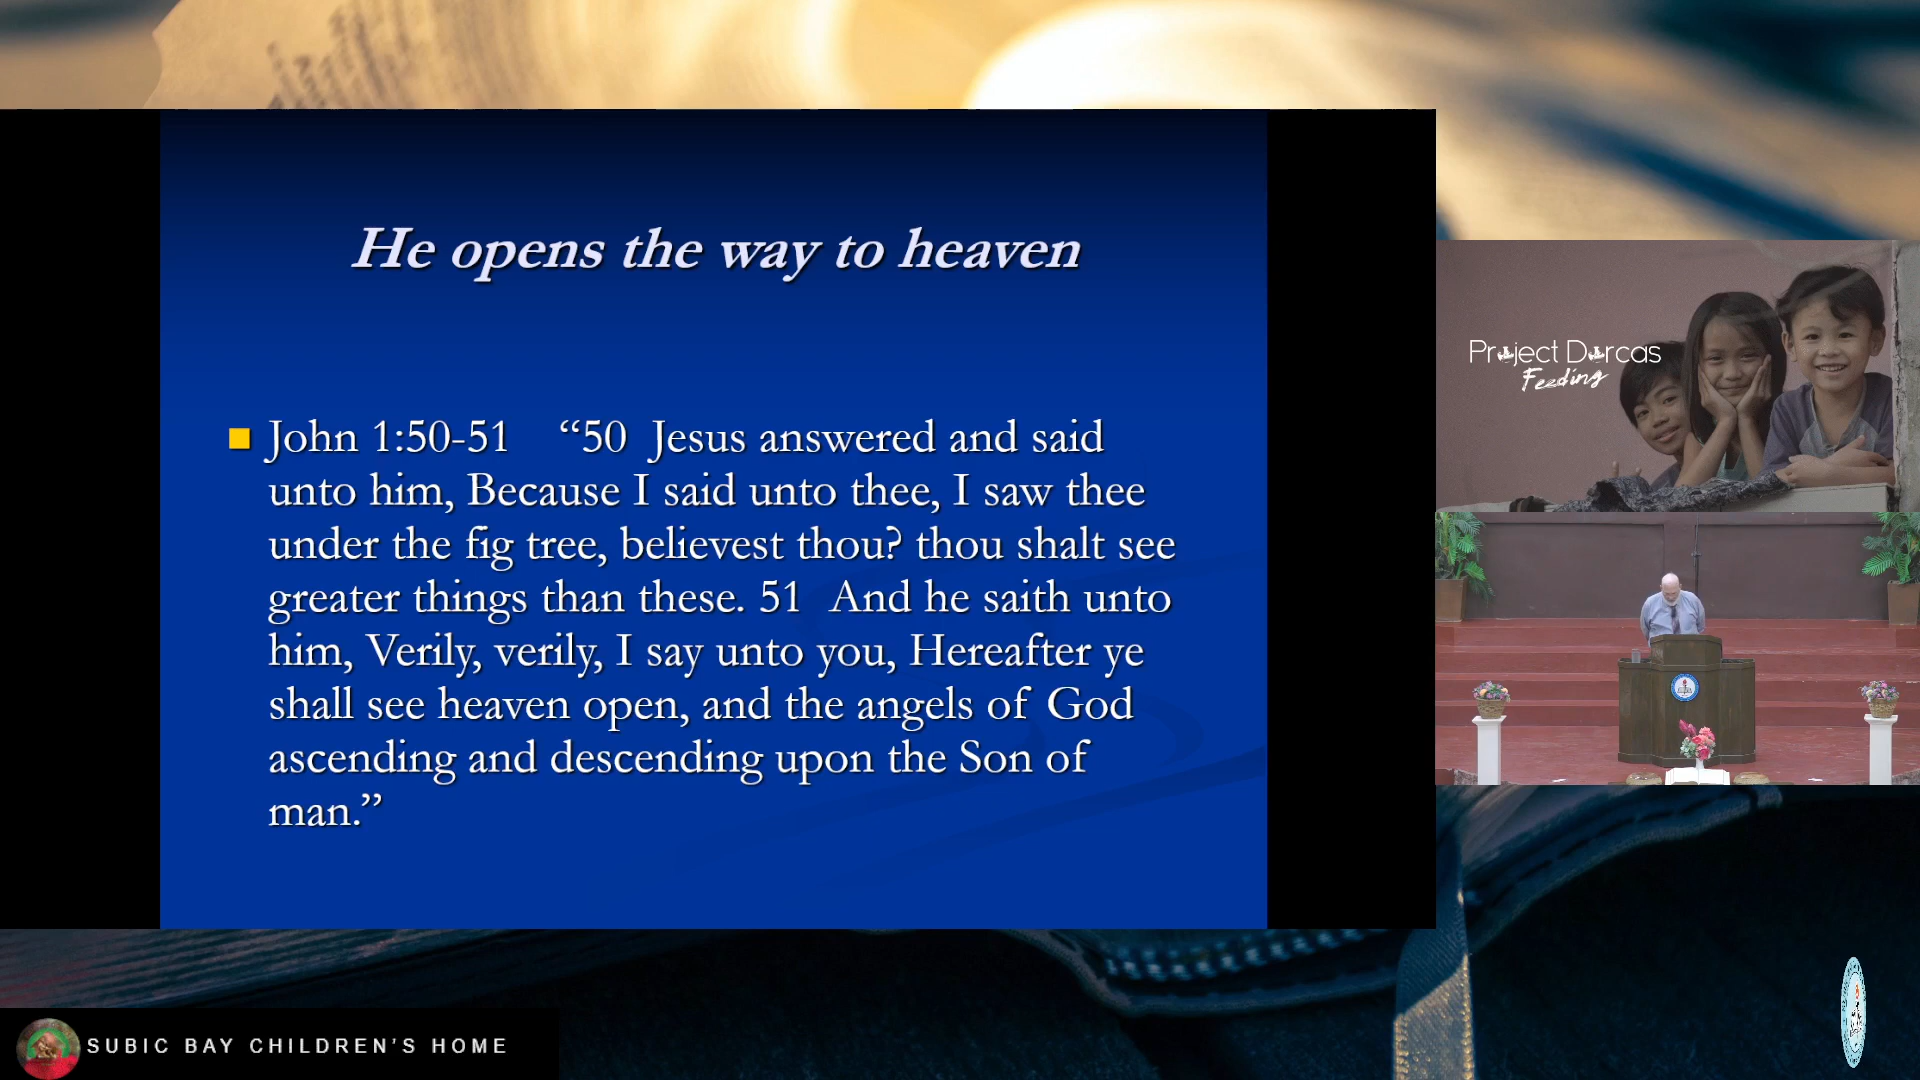 He opens the way to heaven
■ John 1:50-51 “50 Jesus answered and said
unto him, Because I said unto thee, I saw thee
under the fig tree, believest thou? thou shalt see
greater things than these. 51 And he saith unto
him, Verily, verily, I say unto you, Hereafter ye
shall see heaven open, and the angels of God
ascending and descending upon the Son of
man.”
Project Dorcas
Feeding
SUBIC BAY CHILDREN’S HOME